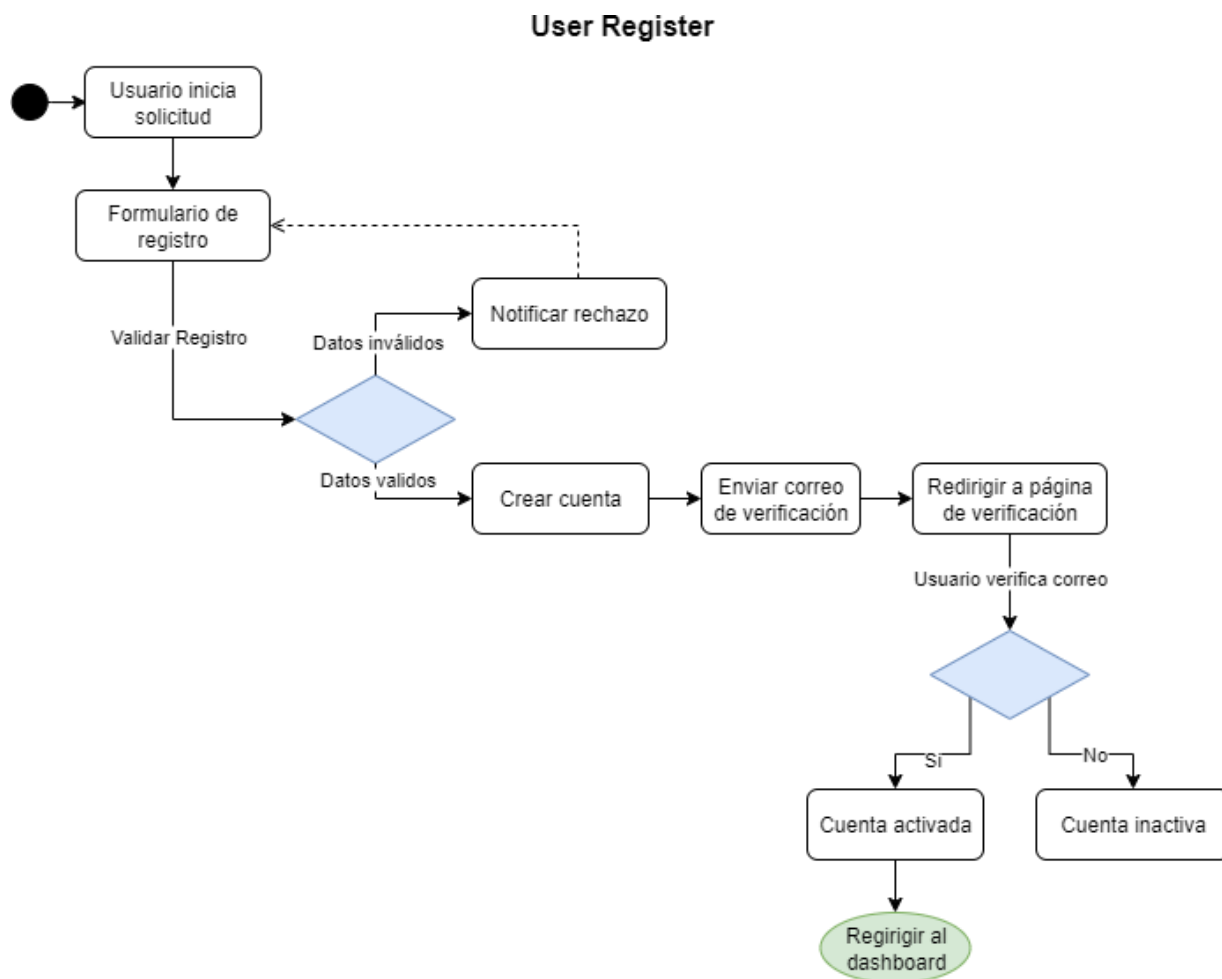 User Register
Usuario inicia
solicitud
Formulario de
registro
Notificar rechazo
Validar Registro
Datos inválidos
Datos validos
Crear cuenta
Enviar correo
de verificación
Redirigir a página
de verificación
Usuario verifica correo
Si
No
Cuenta activada
Cuenta inactiva
Regirigir al
dashboard